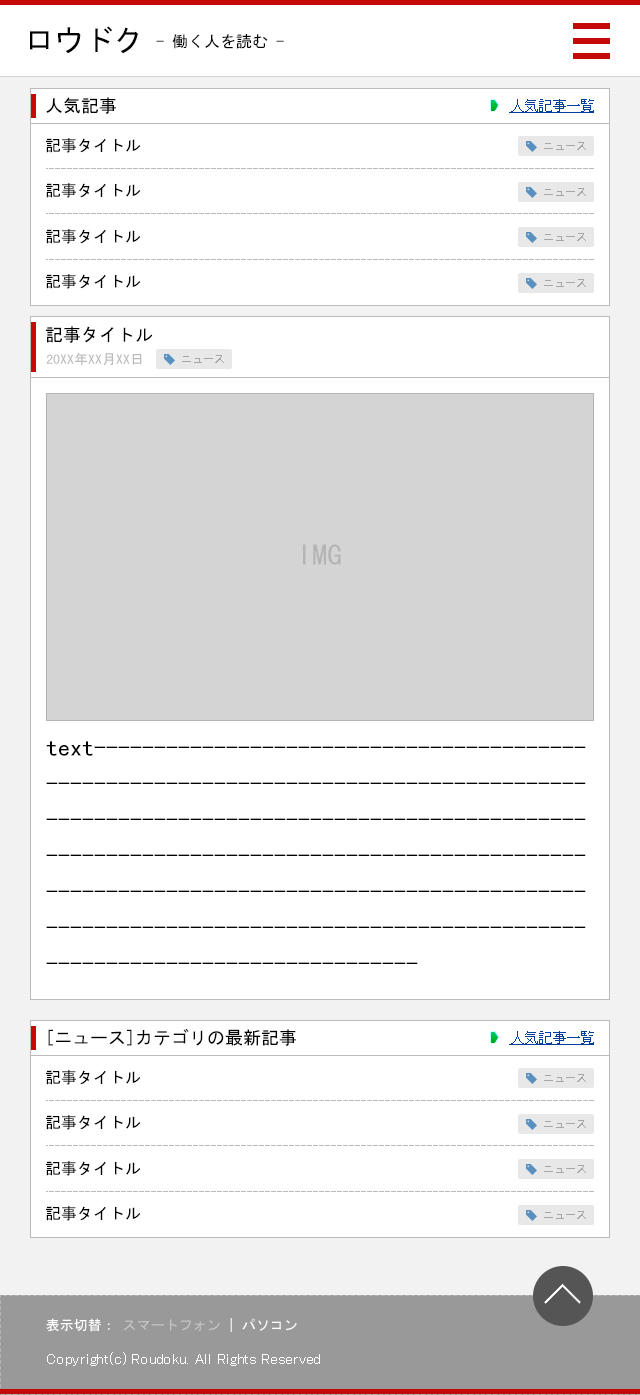 ロウドク － 働く人を読む －
人気記事 人気記事一覧
記事タイトル ニュース
記事タイトル ニュース
記事タイトル ニュース
記事タイトル ニュース
記事タイトル
20XX年XX月XX日 ニュース
IMG
text-----------------------------------------
---------------------------------------------
---------------------------------------------
---------------------------------------------
---------------------------------------------
---------------------------------------------
-------------------------------
[ニュース]カテゴリの最新記事 人気記事一覧
記事タイトル ニュース
記事タイトル ニュース
記事タイトル ニュース
記事タイトル ニュース
表示切替： スマートフォン | パソコン
Copyright(c) Roudoku. All Rights Reserved